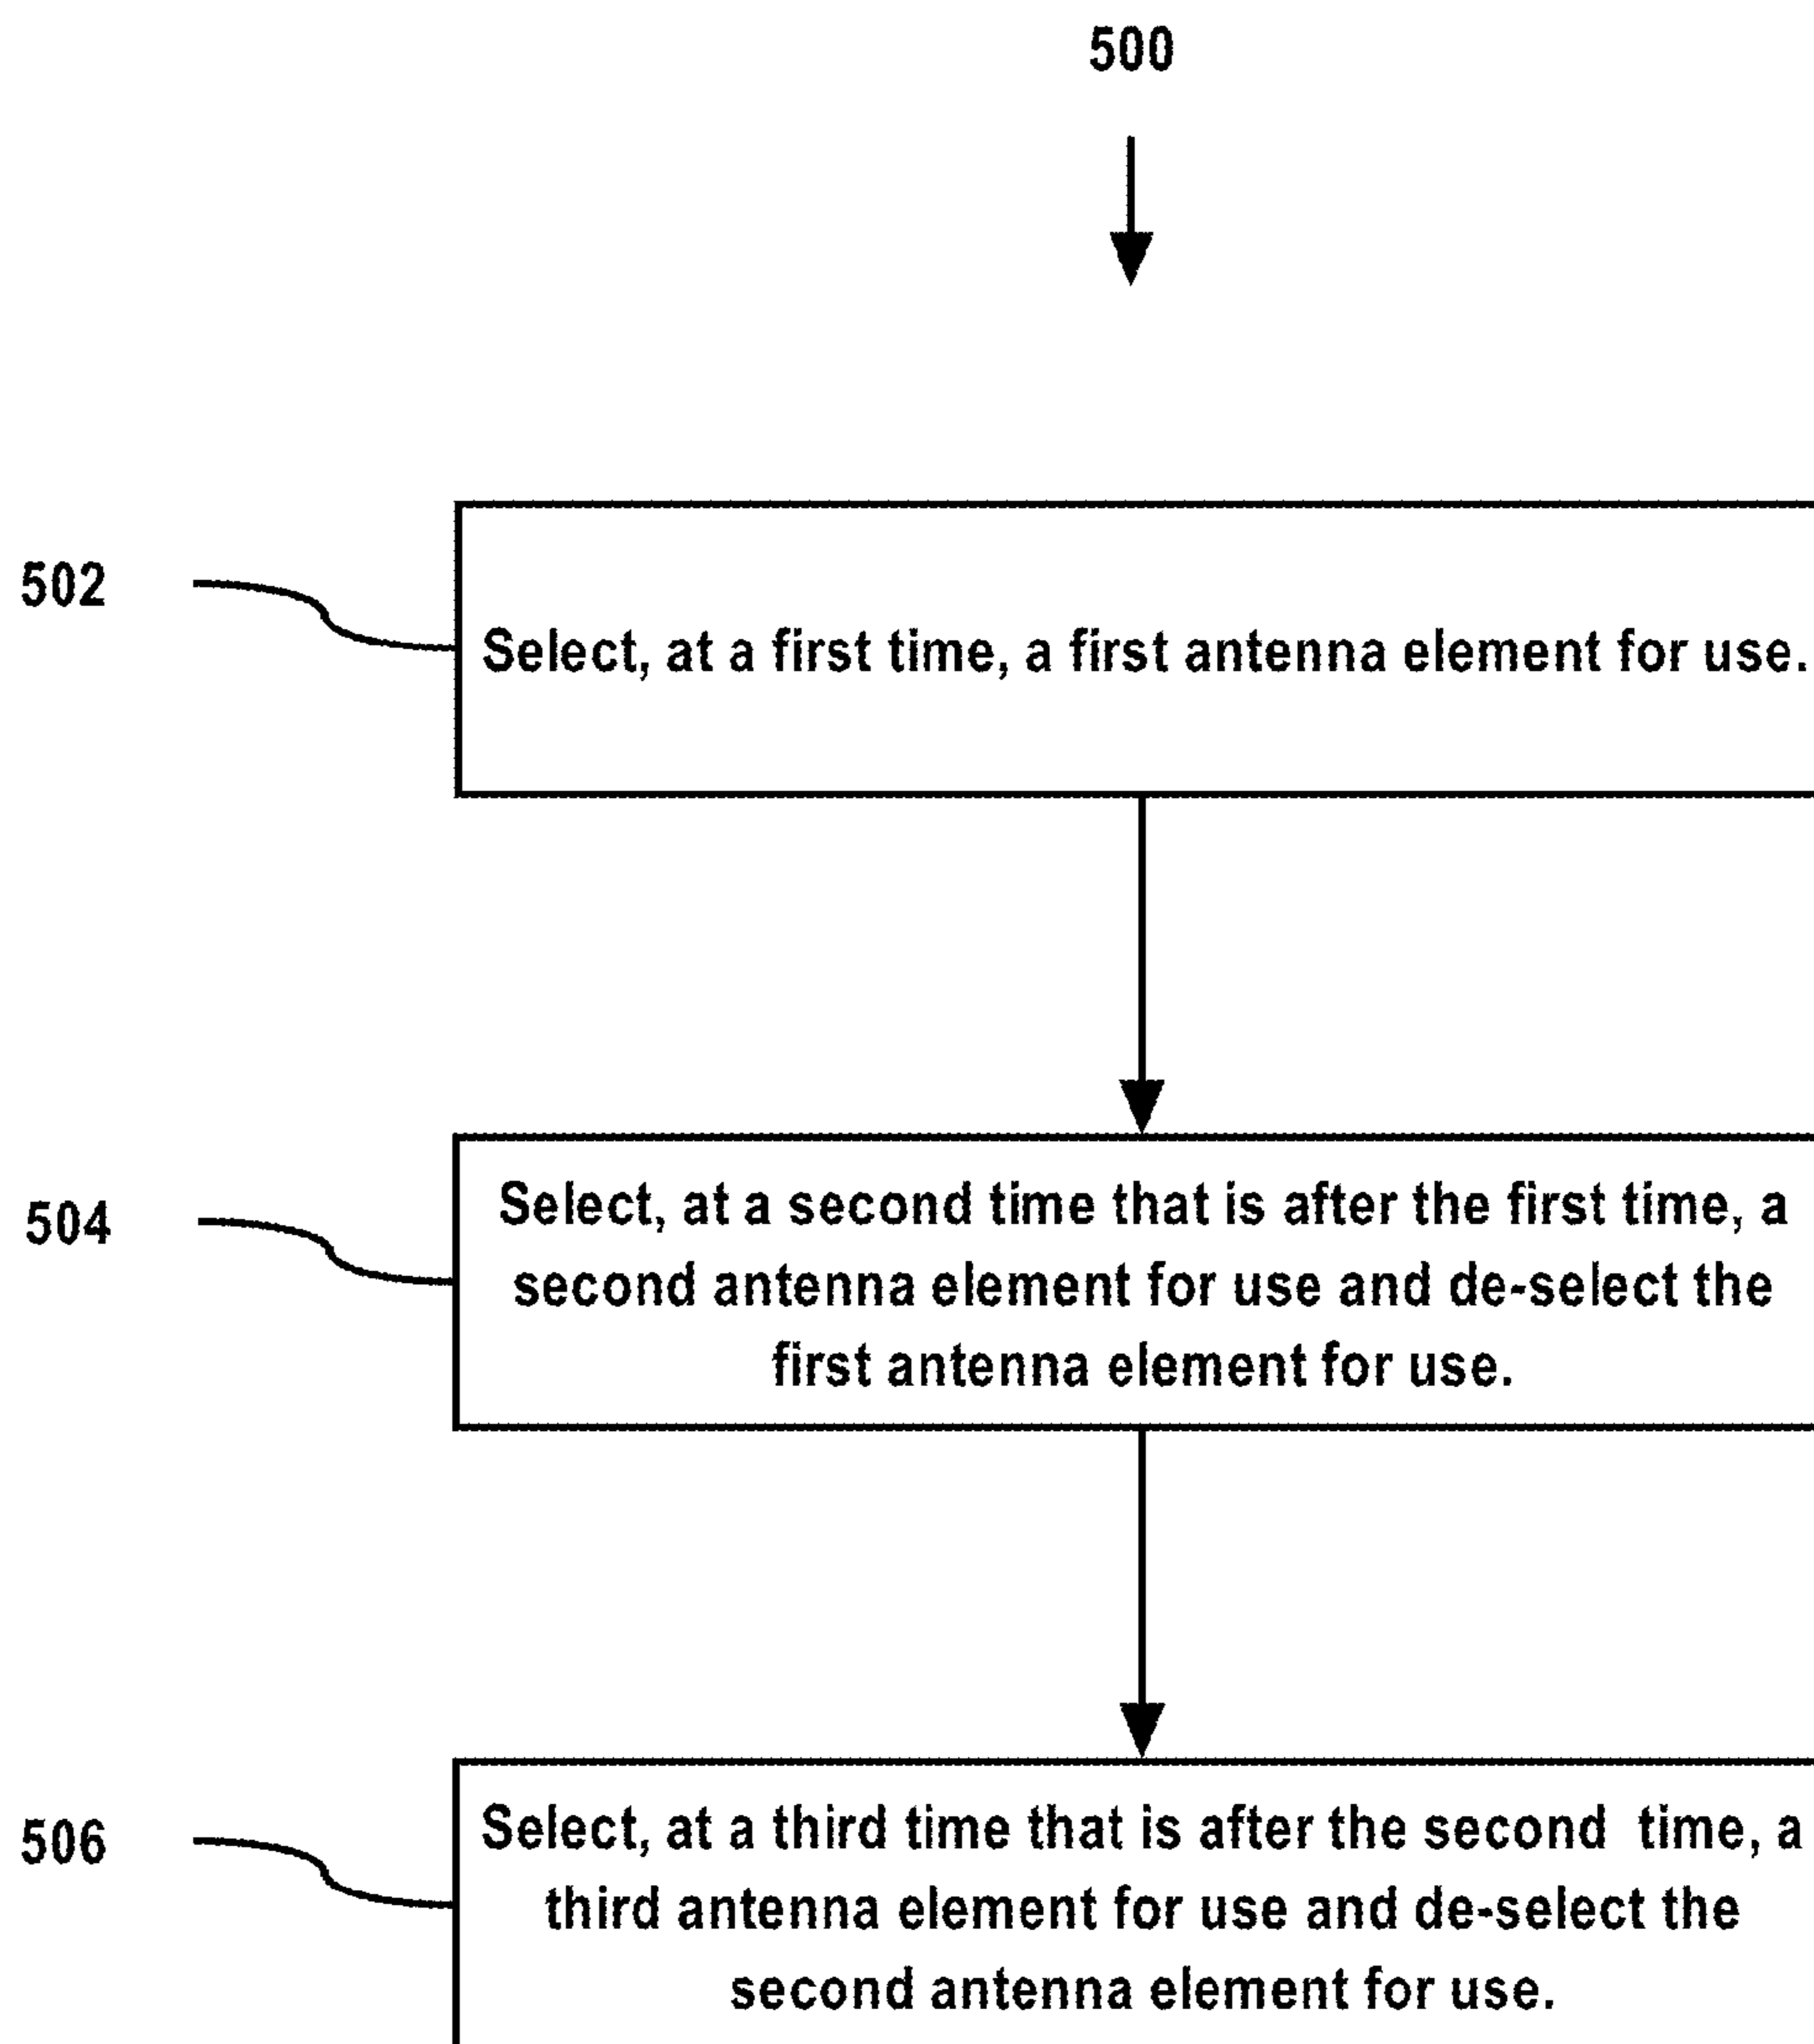 500
502
Select, at a first time, a first antenna element for use.
504
Select, at a second time that is after the first time, a
second antenna element for use and de-select the
first antenna element for use.
506
Select, at a third time that is after the second  time, a
third antenna element for use and de-select the
second antenna element for use.